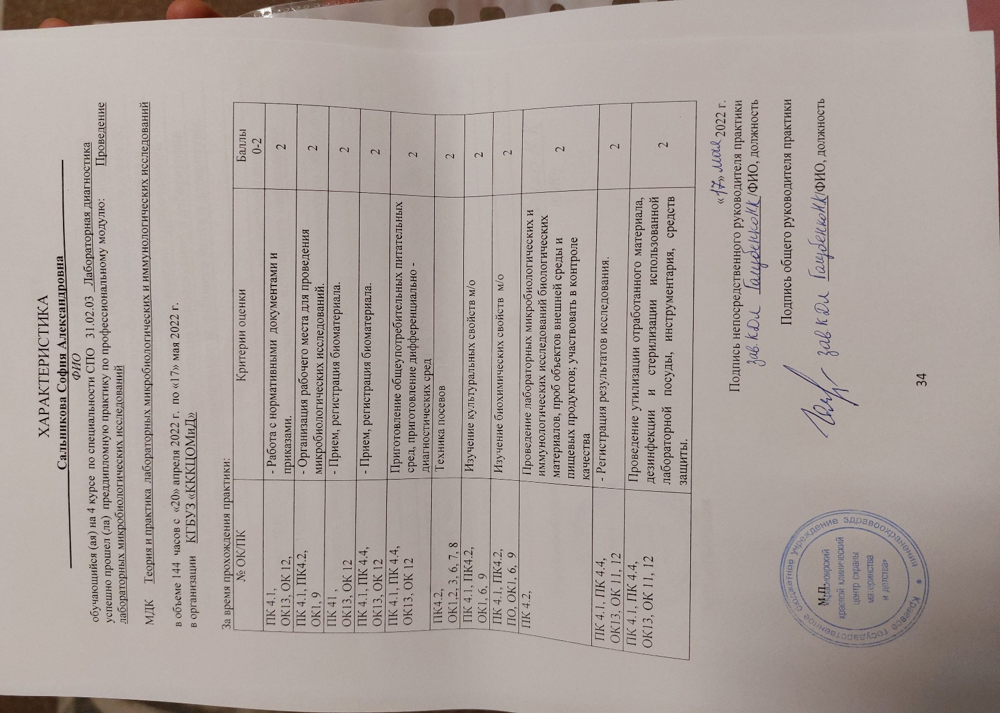 ХАРАКТЕРИСТИКА
Сальникова София Александровна
ФИО
обучающийся (ая) на 4 курсе по специальности СПО 31.02.03 Лабораторная диагностика
успешно прошел (ла) преддипломную практику по профессиональному модулю: Проведение
лабораторных микробиологических исследований
МДК Теория и практика лабораторных микробиологических и иммунологических исследований
в объеме 144 часов с «20» апреля 2022 г. по «17» мая 2022 г.
в организации КГБУЗ «КККЦОМиД»
За время прохождения практики:
№ ОК/ПК Критерии оценки Баллы
0-2
ПК 4.1, - Работа с нормативными документами и 2
ОК13, ОК 12, приказами.
ПК 4.1, ПК4.2, - Организация рабочего места для проведения 2
ОК1, 9 микробиологических исследований.
ПК 41, - Прием, регистрация биоматериала. 2
ОК13, ОК 12
ПК 4.1, ПК 4.4, - Прием, регистрация биоматериала. 2
ОК13, ОК 12
ПК 4.1, ПК 4.4, Приготовление общеупотребительных питательных 2
ОК13, ОК 12 сред, приготовление дифференциально -
диагностических сред
ПК4.2, Техника посевов 2
ОК1,2, 3, 6, 7, 8
ПК 4.1, ПК4.2, Изучение культуральных свойств м/о 2
ОК1, 6, 9
ПК 4.1, ПК4.2, Изучение биохимических свойств м/о 2
ПО, ОК1, 6, 9
ПК 4.2, Проведение лабораторных микробиологических и 2
иммунологических исследований биологических
материалов, проб объектов внешней среды и
пищевых продуктов; участвовать в контроле
качества
ПК 4.1, ПК 4.4, - Регистрация результатов исследования. 2
ОК13, ОК 11, 12
ПК 4.1, ПК 4.4, Проведение утилизации отработанного материала, 2
ОК13, ОК 11, 12 дезинфекции и стерилизации использованной
лабораторной посуды, инструментария, средств
защиты.
«17» мая 2022 г.
Подпись непосредственного руководителя практики
зав. КДЛ Гацубенко Н.К /ФИО, должность
Подпись общего руководителя практики
зав. КДЛ Гацубенко НК/ФИО, должность
М.П.
Краевое государственное бюджетное учреждение здравоохранения
«Красноярский
краевой клинический
центр охраны
материнства
и детства»
34